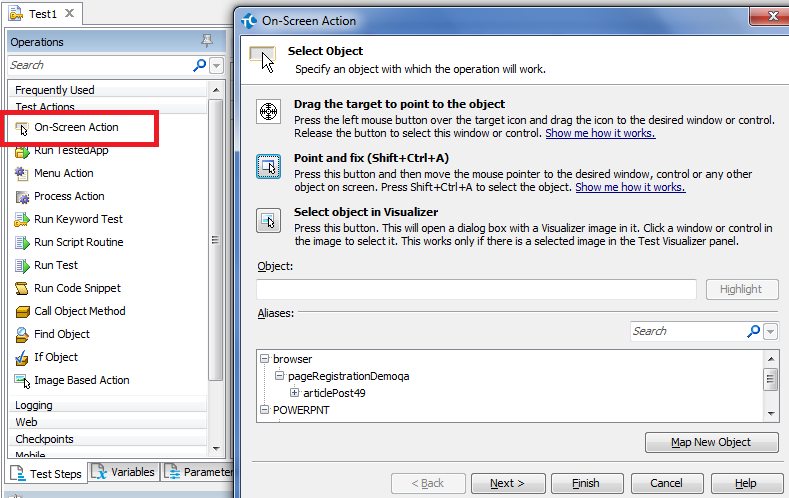 Test1
Operations
Search
Frequently Used
Test Actions
On-Screen Action
Run TestedApp
Menu Action
Process Action
Run Keyword Test
Run Script Routine
Run Test
Run Code Snippet
Call Object Method
Find Object
If Object
Image Based Action
Logging
Web
Checkpoints
Mobile
Test Steps
Variables
Parameter
On-Screen Action
Select Object
Specify an object with which the operation will work.
Drag the target to point to the object
Press the left mouse button over the target icon and drag the icon to the desired window or control.
Release the button to select this window or control. Show me how it works.
Point and fix (Shift+Ctrl+A)
Press this button and then move the mouse pointer to the desired window, control or any other
object on screen. Press Shift+Ctrl+A to select the object. Show me how it works.
Select object in Visualizer
Press this button. This will open a dialog box with a Visualizer image in it. Click a window or control in
the image to select it. This works only if there is a selected image in the Test Visualizer panel.
Object:
Highlight
Aliases:
Search
browser
pageRegistrationDemoqa
articlePost49
POWERPNT
Map New Object
< Back
Next >
Finish
Cancel
Help